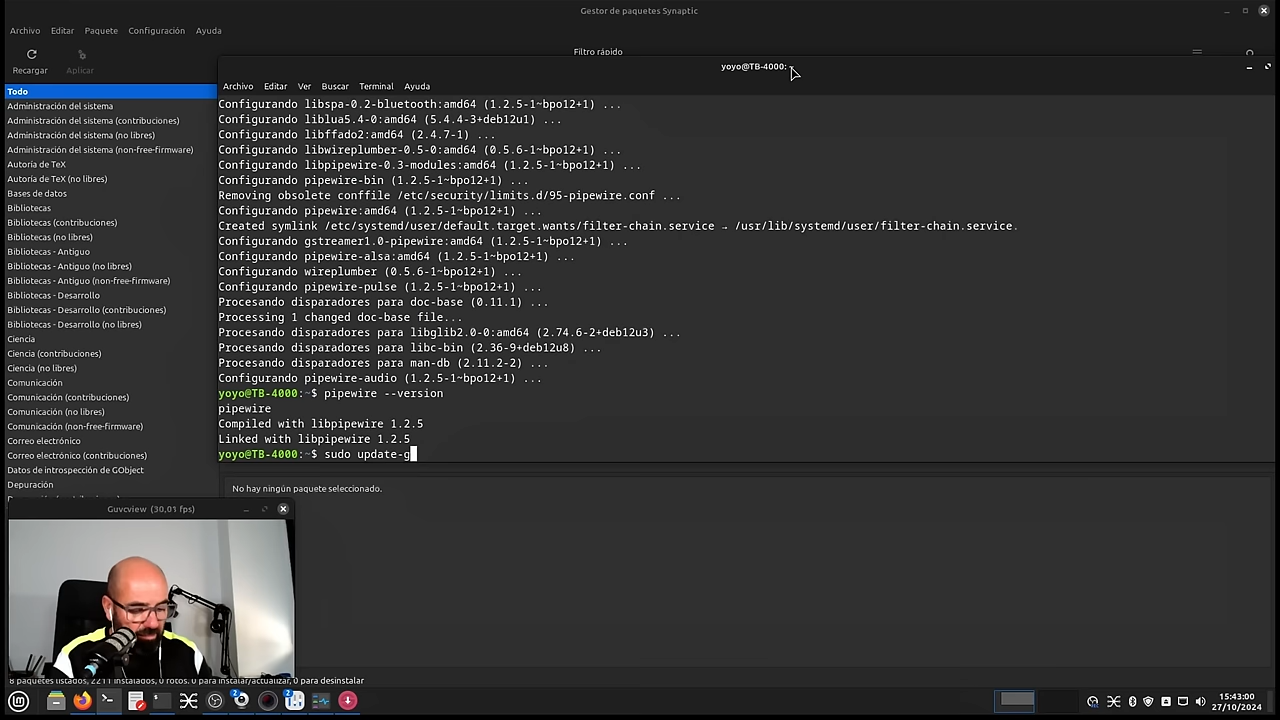 Gestor de paquetes Synaptic
Archivo Editar Paquete Configuración Ayuda
Filtro rápido
Recargar Aplicar
Todo
Administración del sistema
Administración del sistema (contribuciones)
Administración del sistema (no libres)
Administración del sistema (non-free-firmware)
Autoría de TeX
Autoría de TeX (no libres)
Bases de datos
Bibliotecas
Bibliotecas (contribuciones)
Bibliotecas (no libres)
Bibliotecas - Antiguo
Bibliotecas - Antiguo (no libres)
Bibliotecas - Antiguo (non-free-firmware)
Bibliotecas - Desarrollo
Bibliotecas - Desarrollo (contribuciones)
Bibliotecas - Desarrollo (no libres)
Ciencia
Ciencia (contribuciones)
Ciencia (no libres)
Comunicación
Comunicación (contribuciones)
Comunicación (no libres)
Comunicación (non-free-firmware)
Correo electrónico
Correo electrónico (contribuciones)
Datos de introspección de GObject
Depuración
yoyo@TB-4000: ~
Archivo Editar Ver Buscar Terminal Ayuda
Configurando libspa-0.2-bluetooth:amd64 (1.2.5-1~bpo12+1) ...
Configurando liblua5.4-0:amd64 (5.4.4-3+deb12u1) ...
Configurando libffado2:amd64 (2.4.7-1) ...
Configurando libwireplumber-0.5-0:amd64 (0.5.6-1~bpo12+1) ...
Configurando libpipewire-0.3-modules:amd64 (1.2.5-1~bpo12+1) ...
Configurando pipewire-bin (1.2.5-1~bpo12+1) ...
Removing obsolete conffile /etc/security/limits.d/95-pipewire.conf ...
Configurando pipewire:amd64 (1.2.5-1~bpo12+1) ...
Created symlink /etc/systemd/user/default.target.wants/filter-chain.service → /usr/lib/systemd/user/filter-chain.service.
Configurando gstreamer1.0-pipewire:amd64 (1.2.5-1~bpo12+1) ...
Configurando pipewire-alsa:amd64 (1.2.5-1~bpo12+1) ...
Configurando wireplumber (0.5.6-1~bpo12+1) ...
Configurando pipewire-pulse (1.2.5-1~bpo12+1) ...
Procesando disparadores para doc-base (0.11.1) ...
Processing 1 changed doc-base file...
Procesando disparadores para libglib2.0-0:amd64 (2.74.6-2+deb12u3) ...
Procesando disparadores para libc-bin (2.36-9+deb12u8) ...
Procesando disparadores para man-db (2.11.2-2) ...
Configurando pipewire-audio (1.2.5-1~bpo12+1) ...
yoyo@TB-4000:~$ pipewire --version
pipewire
Compiled with libpipewire 1.2.5
Linked with libpipewire 1.2.5
yoyo@TB-4000:~$ sudo update-g
No hay ningún paquete seleccionado.
Guvcview (30,01 fps)
8 paquetes listados, 2211 instalados, 0 rotos. 0 para instalar/actualizar, 0 para desinstalar
2 2
15:43:00
27/10/2024